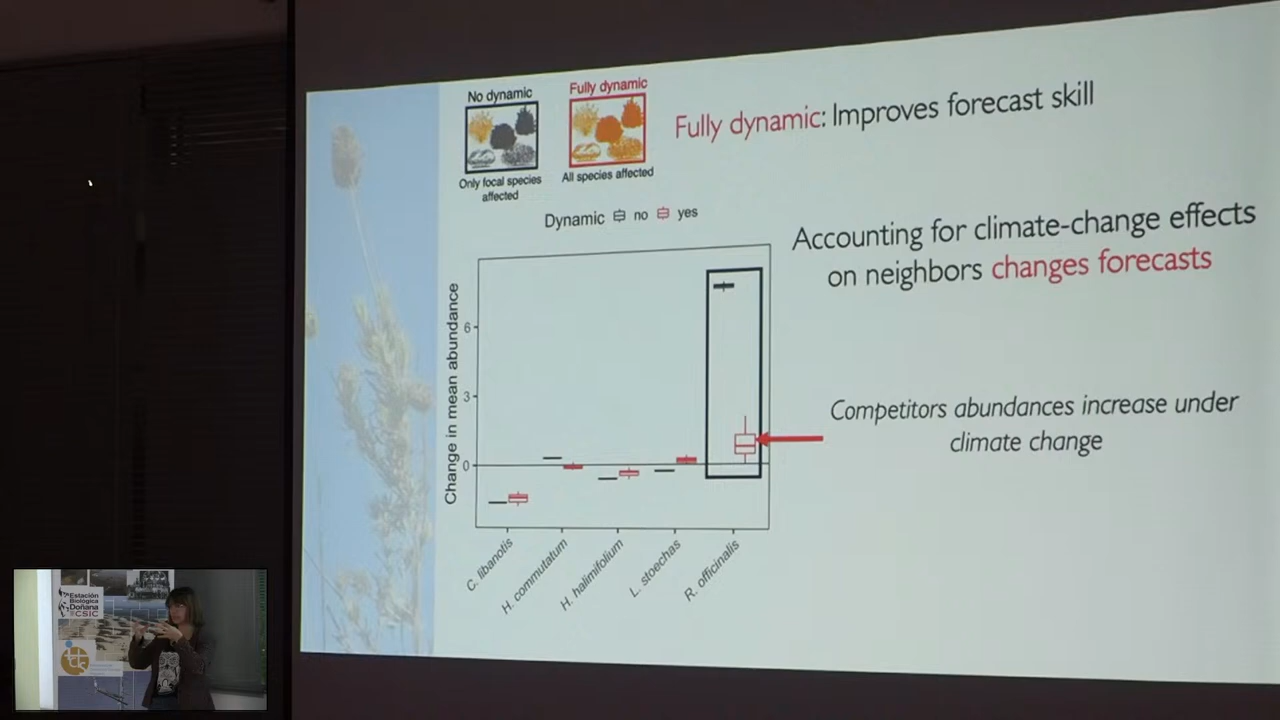 No dynamic
Fully dynamic
Only focal species
affected
All species affected
Fully dynamic: Improves forecast skill
Dynamic no yes
Accounting for climate-change effects
on neighbors changes forecasts
Change in mean abundance
6
3
0
Competitors abundances increase under
climate change
C. libanotis
H. commutatum
H. halimifolium
L. stoechas
R. officinalis
Estación
Biológica
Doñana
CSIC